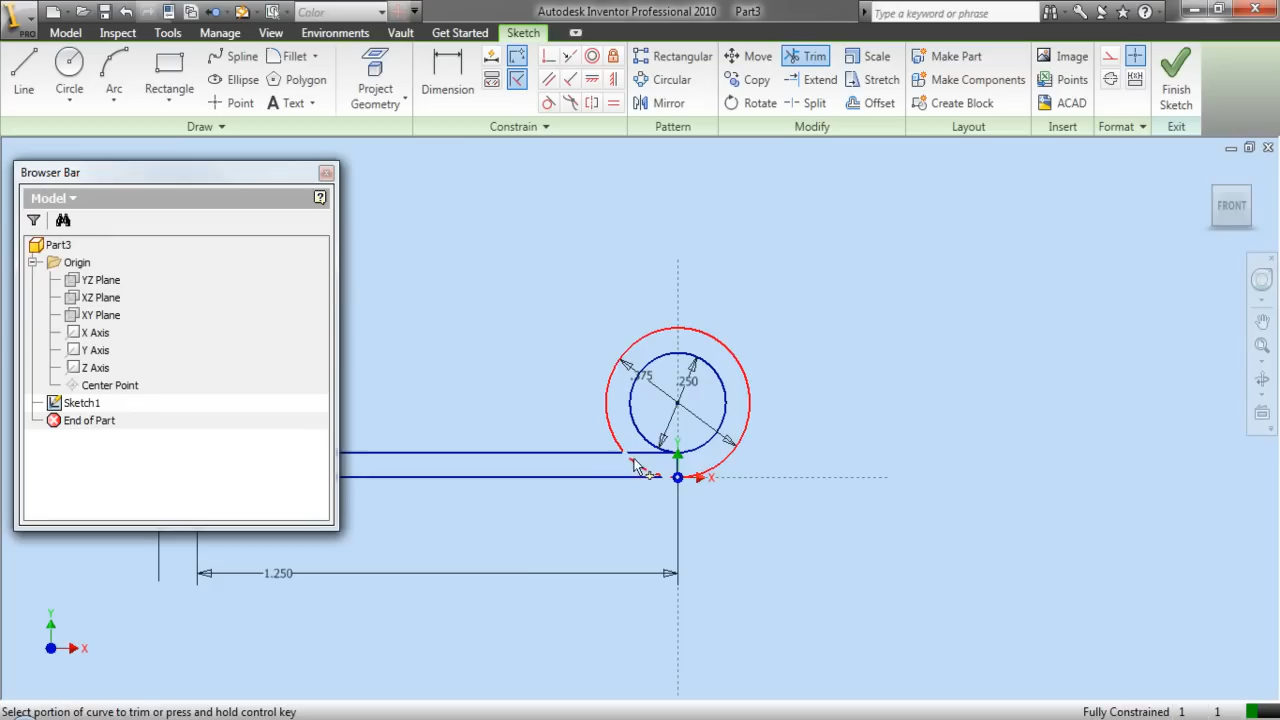 Color
Autodesk Inventor Professional 2010 Part3
Type a keyword or phrase
PRO
Model Inspect Tools Manage View Environments Vault Get Started Sketch
Line
Circle
Arc
Rectangle
Spline
Ellipse
Point
Fillet
Polygon
Text
Draw
Project
Geometry
Dimension
Constrain
Rectangular
Circular
Mirror
Pattern
Move
Copy
Rotate
Trim
Extend
Split
Scale
Stretch
Offset
Modify
Make Part
Make Components
Create Block
Layout
Image
Points
ACAD
Insert
Format
Finish
Sketch
Exit
Browser Bar
Model
Part3
Origin
YZ Plane
XZ Plane
XY Plane
X Axis
Y Axis
Z Axis
Center Point
Sketch1
End of Part
FRONT
.375
.250
Y
X
1.250
Y
X
Select portion of curve to trim or press and hold control key
Fully Constrained 1 1